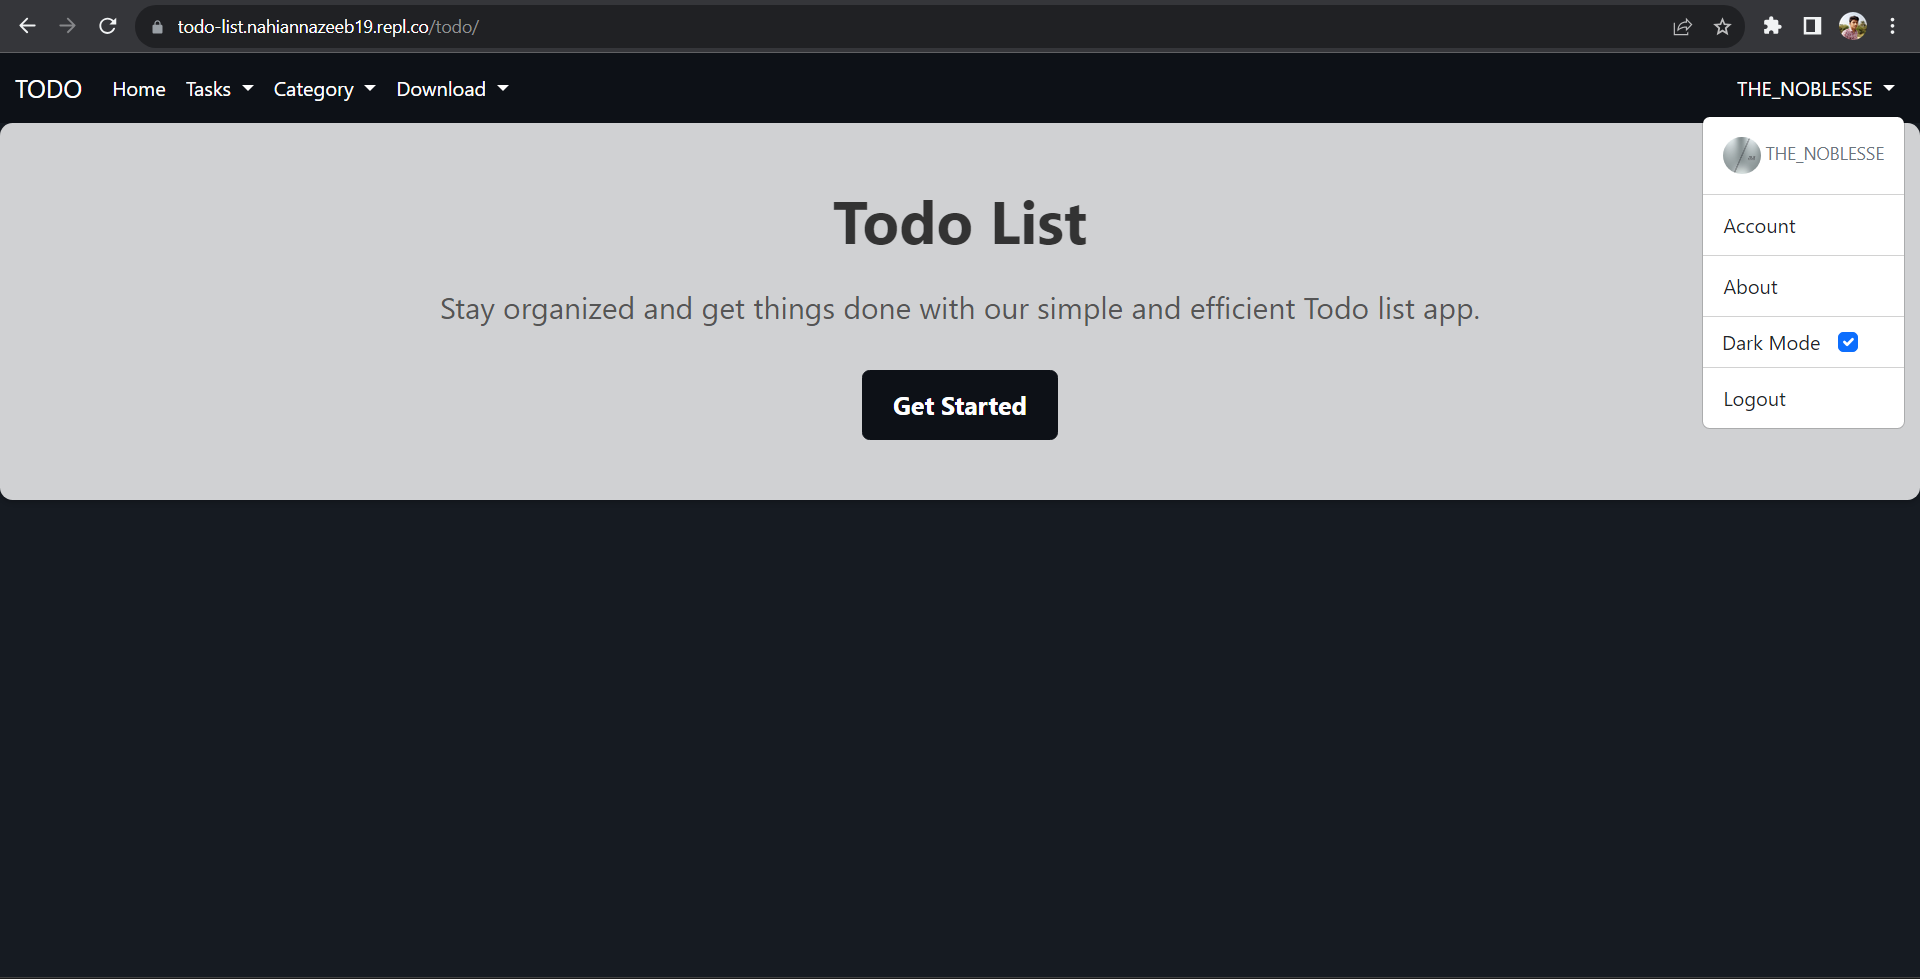 todo-list.nahiannazeeb19.repl.co/todo/
TODO Home Tasks Category Download THE_NOBLESSE
THE_NOBLESSE
Account
About
Dark Mode
Logout
Todo List
Stay organized and get things done with our simple and efficient Todo list app.
Get Started